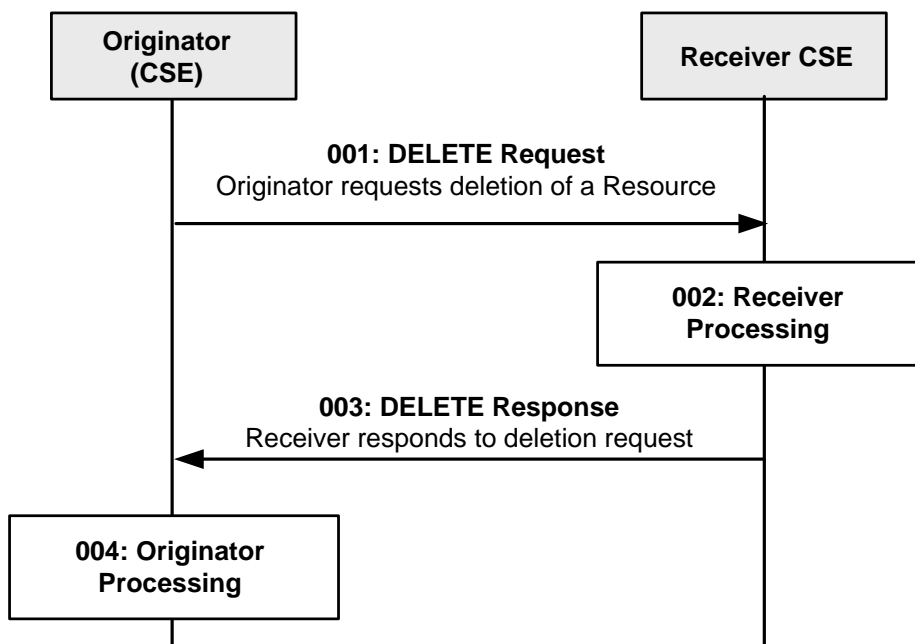 Originator
(CSE)
Receiver CSE
001: DELETE Request
Originator requests deletion of a Resource
002: Receiver
Processing
003: DELETE Response
Receiver responds to deletion request
004: Originator
Processing